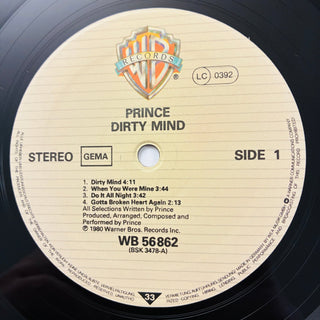 WB
RECORDS
LC 0392
PRINCE
DIRTY MIND
STEREO GEMA SIDE 1
1. Dirty Mind 4:11
2. When You Were Mine 3:44
3. Do It All Night 3:42
4. Gotta Broken Heart Again 2:13
All Selections Written by Prince
Produced, Arranged, Composed and
Performed by Prince
℗ 1980 Warner Bros. Records Inc.
WB 56 862
(BSK 3478-A)
33